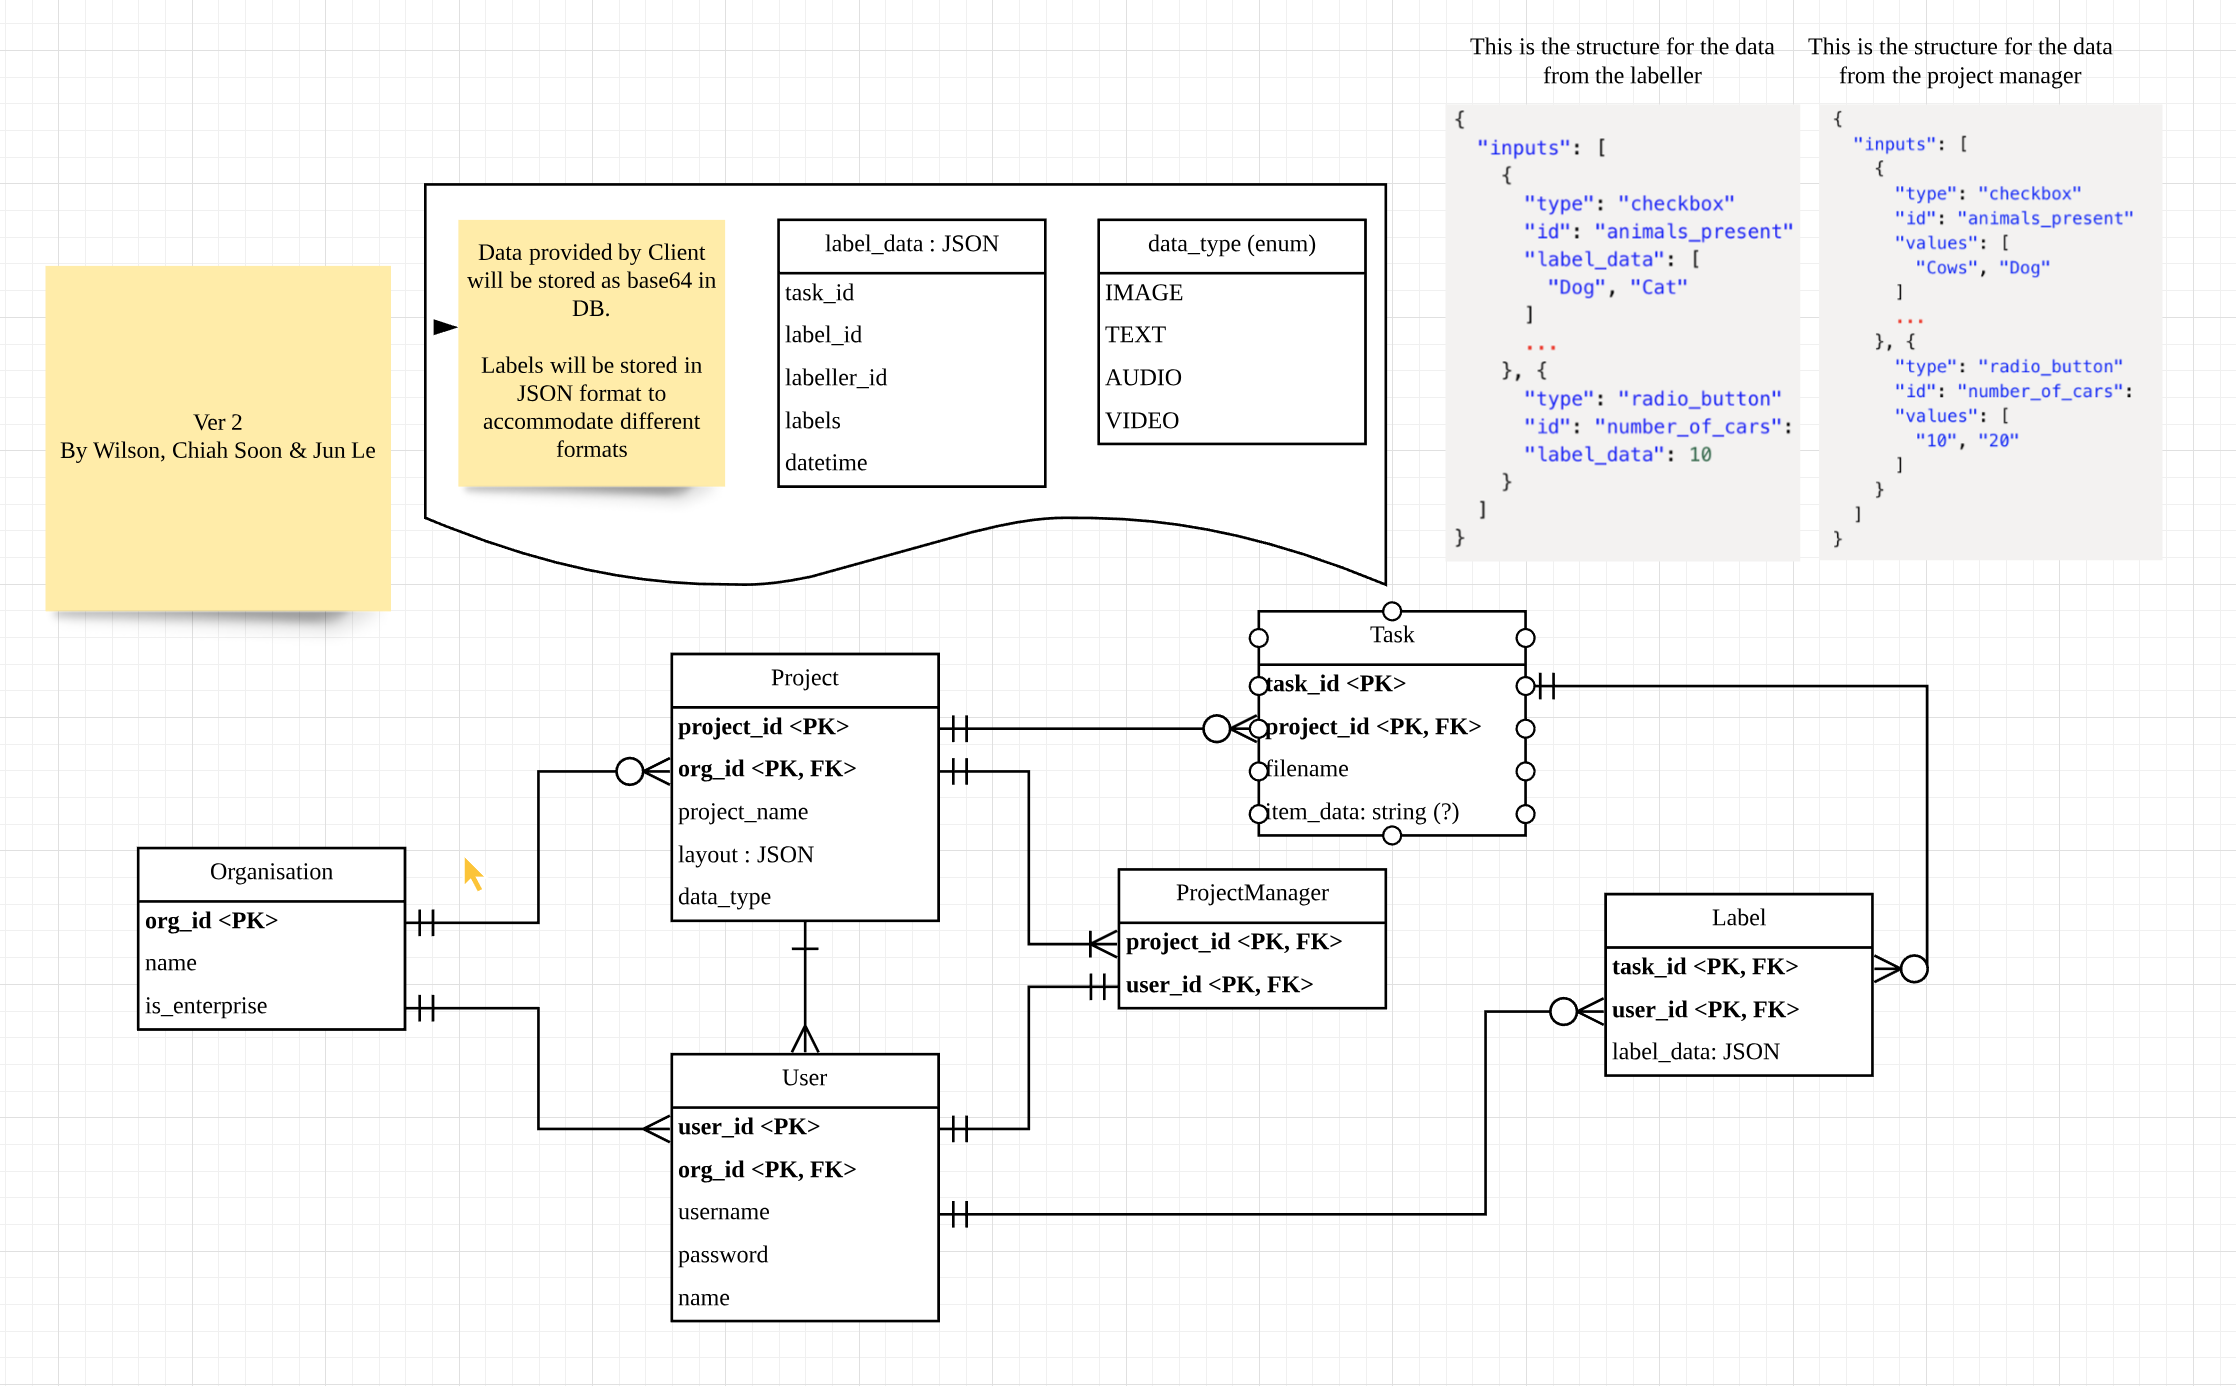 This is the structure for the data
from the labeller
This is the structure for the data
from the project manager
{
"inputs": [
{
"type": "checkbox"
"id": "animals_present"
"label_data": [
"Dog", "Cat"
]
...
}, {
"type": "radio_button"
"id": "number_of_cars":
"label_data": 10
}
]
}
{
"inputs": [
{
"type": "checkbox"
"id": "animals_present"
"values": [
"Cows", "Dog"
]
...
}, {
"type": "radio_button"
"id": "number_of_cars":
"values": [
"10", "20"
]
}
]
}
Ver 2
By Wilson, Chiah Soon & Jun Le
Data provided by Client
will be stored as base64 in
DB.
Labels will be stored in
JSON format to
accommodate different
formats
label_data : JSON
task_id
label_id
labeller_id
labels
datetime
data_type (enum)
IMAGE
TEXT
AUDIO
VIDEO
Task
task_id <PK>
project_id <PK, FK>
filename
item_data: string (?)
Project
project_id <PK>
org_id <PK, FK>
project_name
layout : JSON
data_type
Organisation
org_id <PK>
name
is_enterprise
ProjectManager
project_id <PK, FK>
user_id <PK, FK>
Label
task_id <PK, FK>
user_id <PK, FK>
label_data: JSON
User
user_id <PK>
org_id <PK, FK>
username
password
name